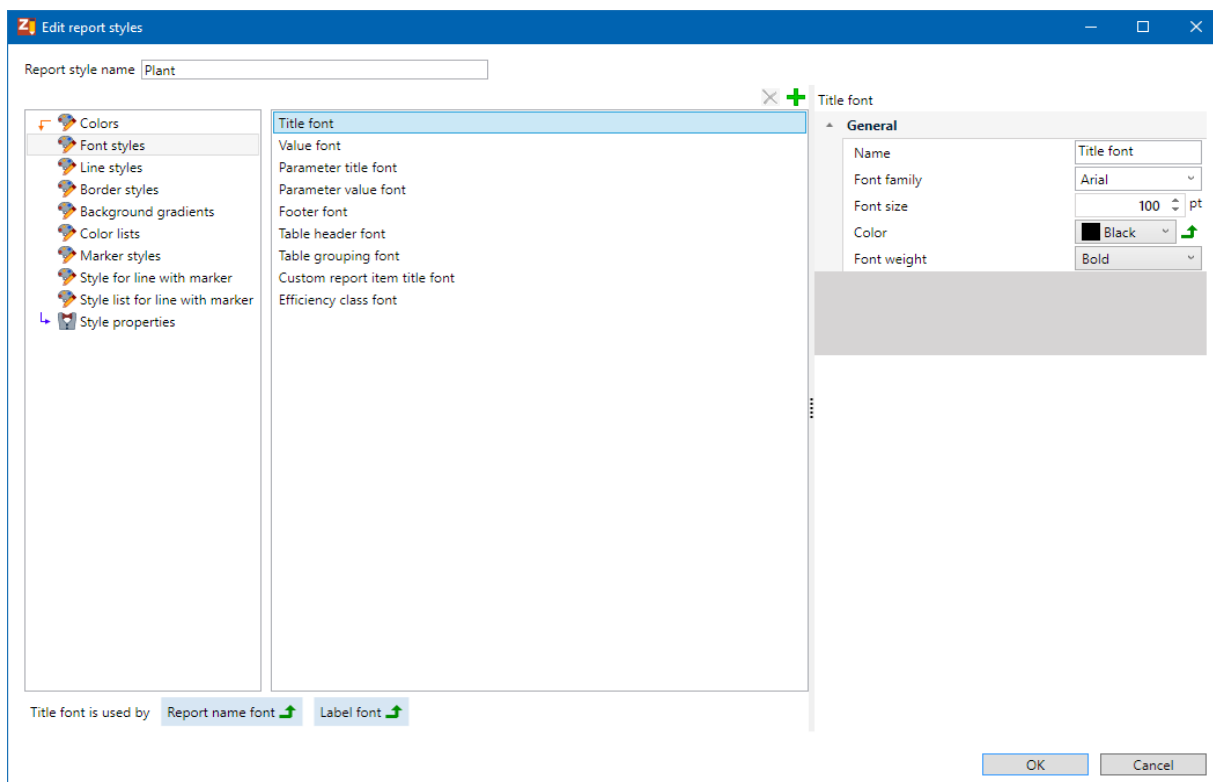 Edit report styles
Report style name Plant
Title font
Colors
Font styles
Line styles
Border styles
Background gradients
Color lists
Marker styles
Style for line with marker
Style list for line with marker
Style properties
Title font
Value font
Parameter title font
Parameter value font
Footer font
Table header font
Table grouping font
Custom report item title font
Efficiency class font
General
Name Title font
Font family Arial
Font size 100 pt
Color Black
Font weight Bold
Title font is used by Report name font Label font
OK Cancel